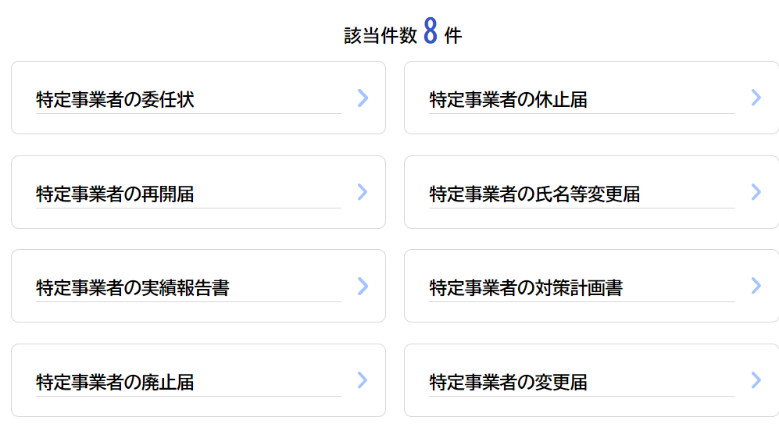 該当件数 8 件
特定事業者の委任状
特定事業者の休止届
特定事業者の再開届
特定事業者の氏名等変更届
特定事業者の実績報告書
特定事業者の対策計画書
特定事業者の廃止届
特定事業者の変更届